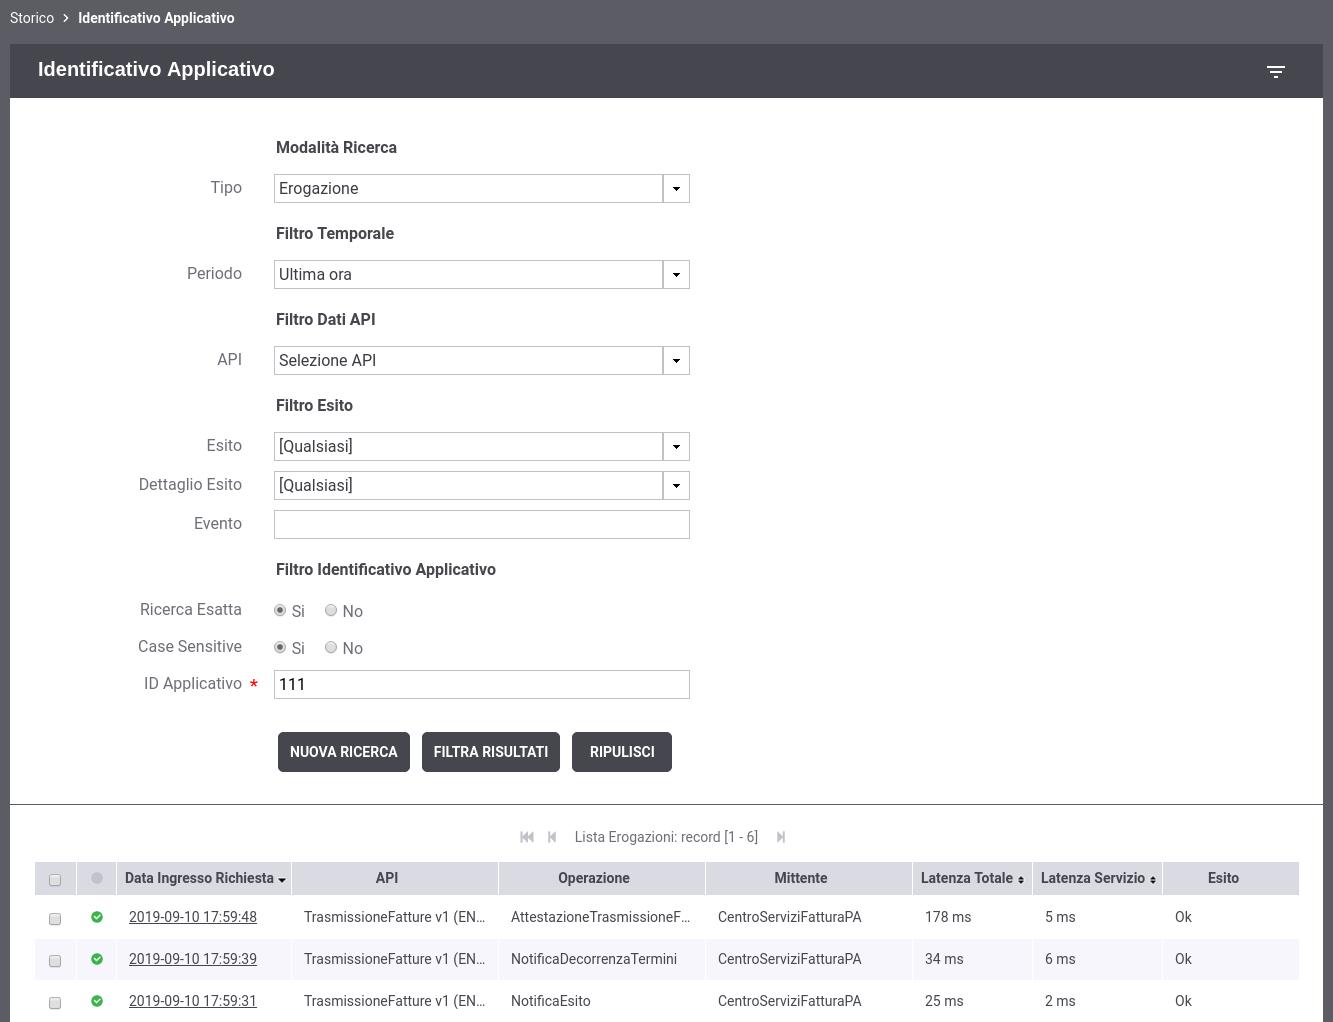 Storico > Identificativo Applicativo
Identificativo Applicativo
Modalità Ricerca
Tipo Erogazione
Filtro Temporale
Periodo Ultima ora
Filtro Dati API
API Selezione API
Filtro Esito
Esito [Qualsiasi]
Dettaglio Esito [Qualsiasi]
Evento
Filtro Identificativo Applicativo
Ricerca Esatta Si No
Case Sensitive Si No
ID Applicativo * 111
NUOVA RICERCA FILTRA RISULTATI RIPULISCI
Lista Erogazioni: record [1 - 6]
Data Ingresso Richiesta API Operazione Mittente Latenza Totale Latenza Servizio Esito
2019-09-10 17:59:48 TrasmissioneFatture v1 (EN... AttestazioneTrasmissioneF... CentroServiziFatturaPA 178 ms 5 ms Ok
2019-09-10 17:59:39 TrasmissioneFatture v1 (EN... NotificaDecorrenzaTermini CentroServiziFatturaPA 34 ms 6 ms Ok
2019-09-10 17:59:31 TrasmissioneFatture v1 (EN... NotificaEsito CentroServiziFatturaPA 25 ms 2 ms Ok